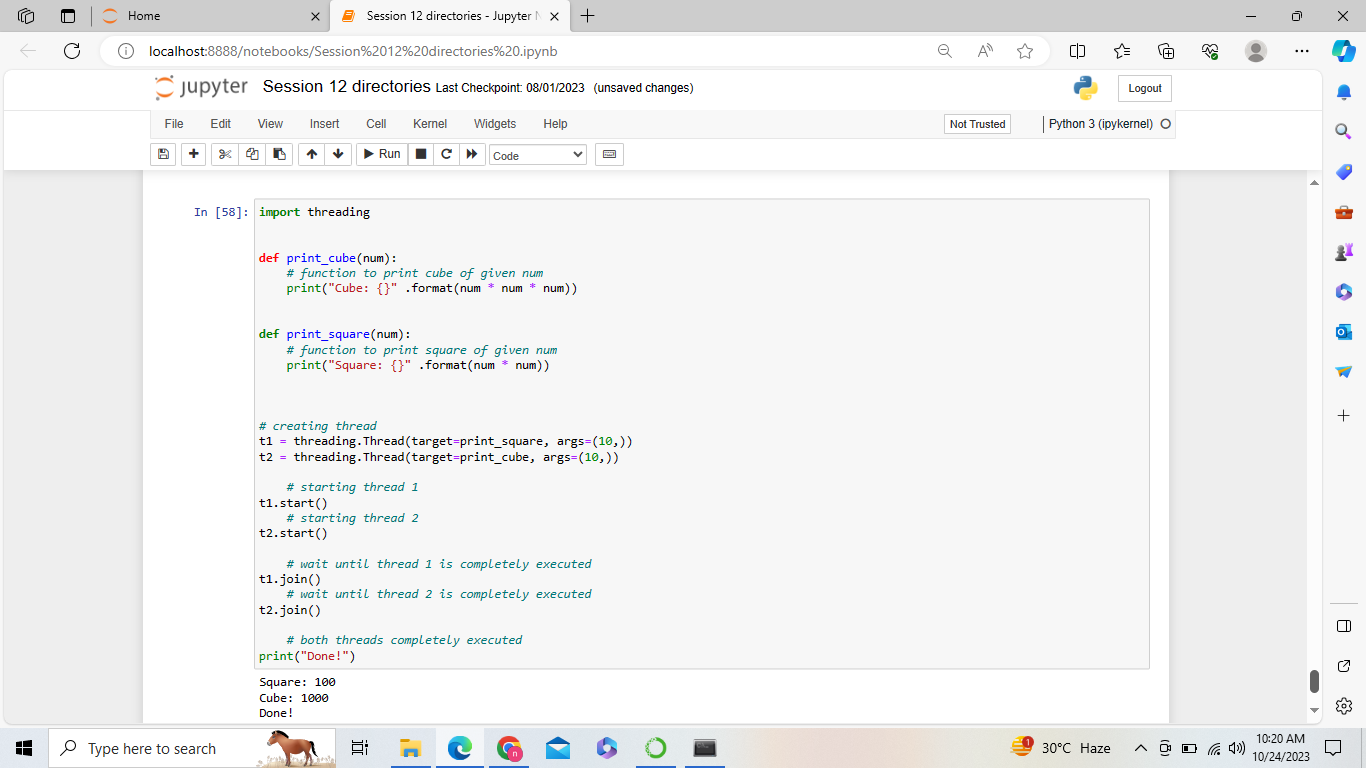 Home
Session 12 directories - Jupyter N
localhost:8888/notebooks/Session%2012%20directories%20.ipynb
jupyter Session 12 directories Last Checkpoint: 08/01/2023 (unsaved changes)
Logout
File Edit View Insert Cell Kernel Widgets Help
Not Trusted
Python 3 (ipykernel)
Run
Code
In [58]:
import threading
def print_cube(num):
    # function to print cube of given num
    print("Cube: {}" .format(num * num * num))
def print_square(num):
    # function to print square of given num
    print("Square: {}" .format(num * num))
# creating thread
t1 = threading.Thread(target=print_square, args=(10,))
t2 = threading.Thread(target=print_cube, args=(10,))
    # starting thread 1
t1.start()
    # starting thread 2
t2.start()
    # wait until thread 1 is completely executed
t1.join()
    # wait until thread 2 is completely executed
t2.join()
    # both threads completely executed
print("Done!")
Square: 100
Cube: 1000
Done!
Type here to search
1
30°C Haze
10:20 AM
10/24/2023